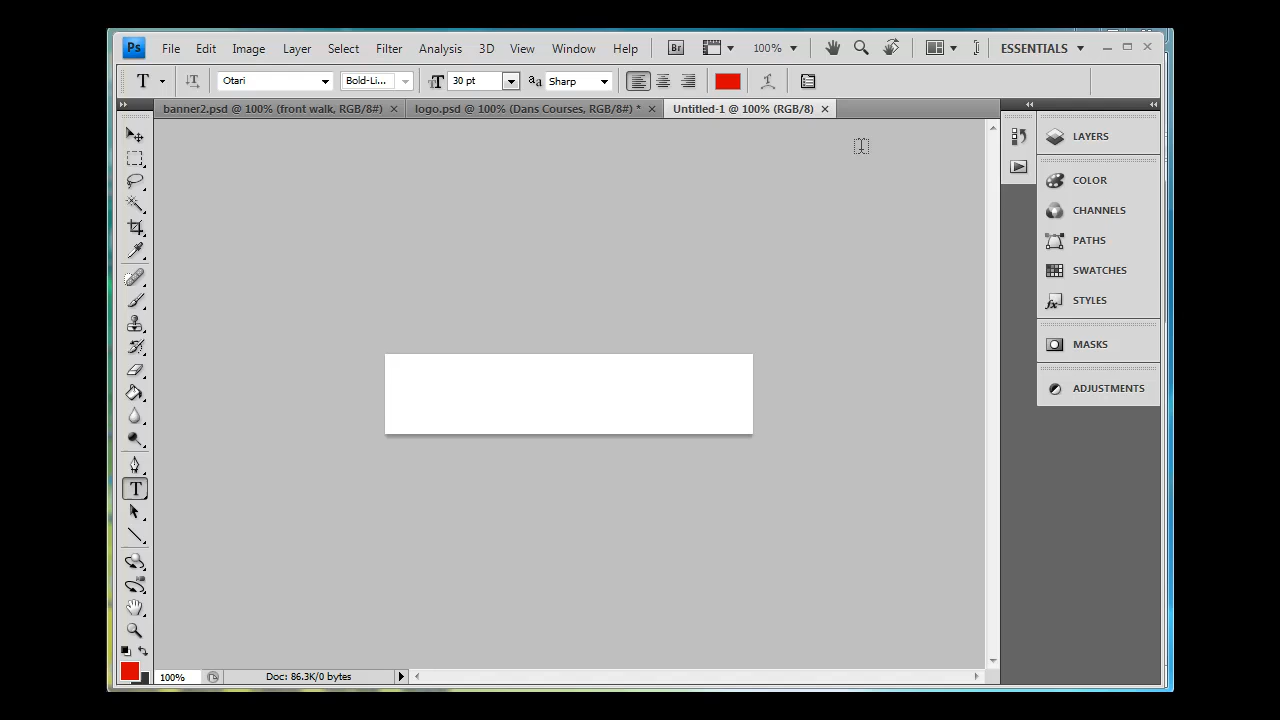 Ps File Edit Image Layer Select Filter Analysis 3D View Window Help Br 100% ESSENTIALS
T T Otari Bold-Li... T 30 pt aa Sharp
banner2.psd @ 100% (front walk, RGB/8#) logo.psd @ 100% (Dans Courses, RGB/8#) * Untitled-1 @ 100% (RGB/8)
LAYERS
COLOR
CHANNELS
PATHS
SWATCHES
STYLES
MASKS
ADJUSTMENTS
T
100% Doc: 86.3K/0 bytes